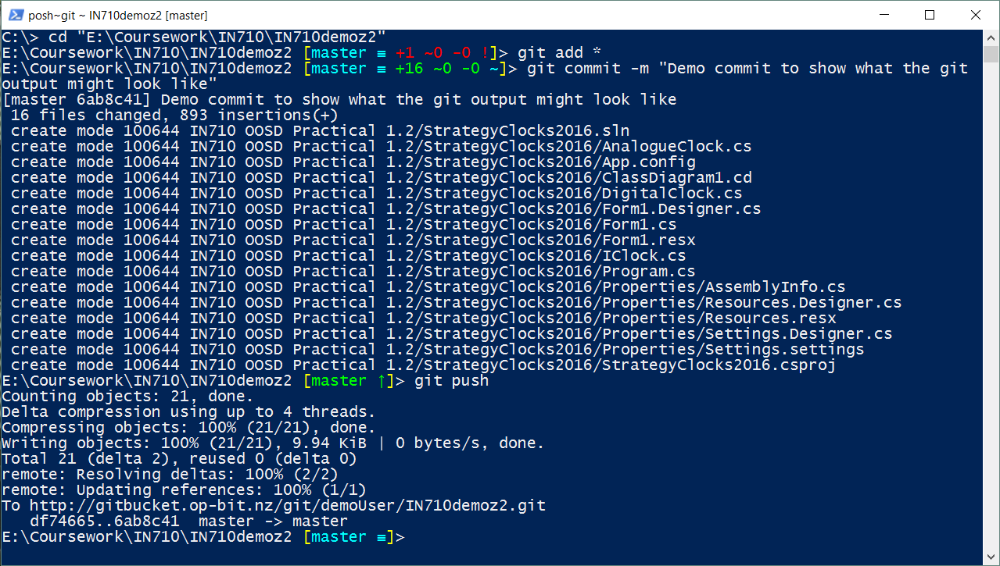 posh~git ~ IN710demoz2 [master]
C:\> cd "E:\Coursework\IN710\IN710demoz2"
E:\Coursework\IN710\IN710demoz2 [master ≡ +1 ~0 -0 !]> git add *
E:\Coursework\IN710\IN710demoz2 [master ≡ +16 ~0 -0 ~]> git commit -m "Demo commit to show what the git
output might look like"
[master 6ab8c41] Demo commit to show what the git output might look like
 16 files changed, 893 insertions(+)
 create mode 100644 IN710 OOSD Practical 1.2/StrategyClocks2016.sln
 create mode 100644 IN710 OOSD Practical 1.2/StrategyClocks2016/AnalogueClock.cs
 create mode 100644 IN710 OOSD Practical 1.2/StrategyClocks2016/App.config
 create mode 100644 IN710 OOSD Practical 1.2/StrategyClocks2016/ClassDiagram1.cd
 create mode 100644 IN710 OOSD Practical 1.2/StrategyClocks2016/DigitalClock.cs
 create mode 100644 IN710 OOSD Practical 1.2/StrategyClocks2016/Form1.Designer.cs
 create mode 100644 IN710 OOSD Practical 1.2/StrategyClocks2016/Form1.cs
 create mode 100644 IN710 OOSD Practical 1.2/StrategyClocks2016/Form1.resx
 create mode 100644 IN710 OOSD Practical 1.2/StrategyClocks2016/IClock.cs
 create mode 100644 IN710 OOSD Practical 1.2/StrategyClocks2016/Program.cs
 create mode 100644 IN710 OOSD Practical 1.2/StrategyClocks2016/Properties/AssemblyInfo.cs
 create mode 100644 IN710 OOSD Practical 1.2/StrategyClocks2016/Properties/Resources.Designer.cs
 create mode 100644 IN710 OOSD Practical 1.2/StrategyClocks2016/Properties/Resources.resx
 create mode 100644 IN710 OOSD Practical 1.2/StrategyClocks2016/Properties/Settings.Designer.cs
 create mode 100644 IN710 OOSD Practical 1.2/StrategyClocks2016/Properties/Settings.settings
 create mode 100644 IN710 OOSD Practical 1.2/StrategyClocks2016/StrategyClocks2016.csproj
E:\Coursework\IN710\IN710demoz2 [master ↑]> git push
Counting objects: 21, done.
Delta compression using up to 4 threads.
Compressing objects: 100% (21/21), done.
Writing objects: 100% (21/21), 9.94 KiB | 0 bytes/s, done.
Total 21 (delta 2), reused 0 (delta 0)
remote: Resolving deltas: 100% (2/2)
remote: Updating references: 100% (1/1)
To http://gitbucket.op-bit.nz/git/demoUser/IN710demoz2.git
   df74665..6ab8c41  master -> master
E:\Coursework\IN710\IN710demoz2 [master ≡]>